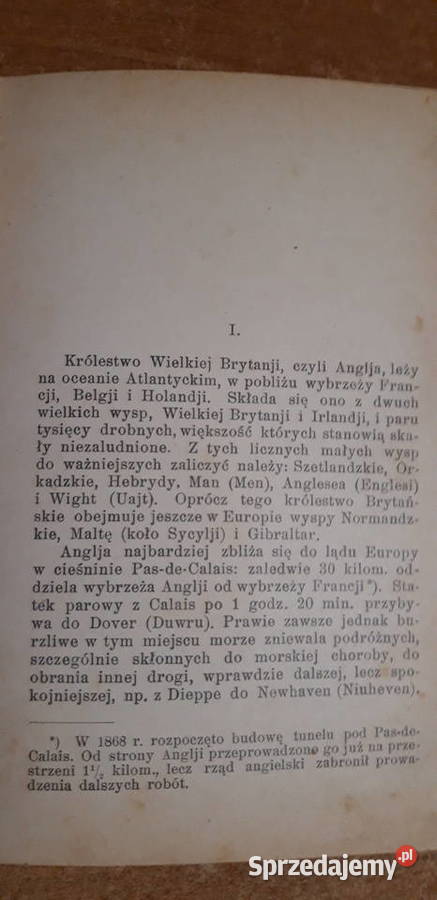 I.
Królestwo Wielkiej Brytanji, czyli Anglja, leży
na oceanie Atlantyckim, w pobliżu wybrzeży Fran-
cji, Belgji i Holandji. Składa się ono z dwuch
wielkich wysp, Wielkiej Brytanji i Irlandji, i paru
tysięcy drobnych, większość których stanowią ska-
ły niezaludnione. Z tych licznych małych wysp
do ważniejszych zaliczyć należy: Szetlandzkie, Or-
kadzkie, Hebrydy, Man (Men), Anglesea (Englesi)
i Wight (Uajt). Oprócz tego królestwo Brytań-
skie obejmuje jeszcze w Europie wyspy Normandz-
kie, Maltę (koło Sycylji) i Gibraltar.
Anglja najbardziej zbliża się do lądu Europy
w cieśninie Pas-de-Calais: zaledwie 30 kilom. od-
dziela wybrzeża Anglji od wybrzeży Francji*). Sta-
tek parowy z Calais po 1 godz. 20 min. przyby-
wa do Dover (Duwru). Prawie zawsze jednak bu-
rzliwe w tym miejscu morze zniewala podróżnych,
szczególnie skłonnych do morskiej choroby, do
obrania innej drogi, wprawdzie dalszej, lecz spo-
kojniejszej, np. z Dieppe do Newhaven (Niuheven).
*) W 1868 r. rozpoczęto budowę tunelu pod Pas-de-
Calais. Od strony Anglji przeprowadzono go już na prze-
strzeni 1½ kilom., lecz rząd angielski zabronił prowa-
dzenia dalszych robót.
Sprzedajemy.pl